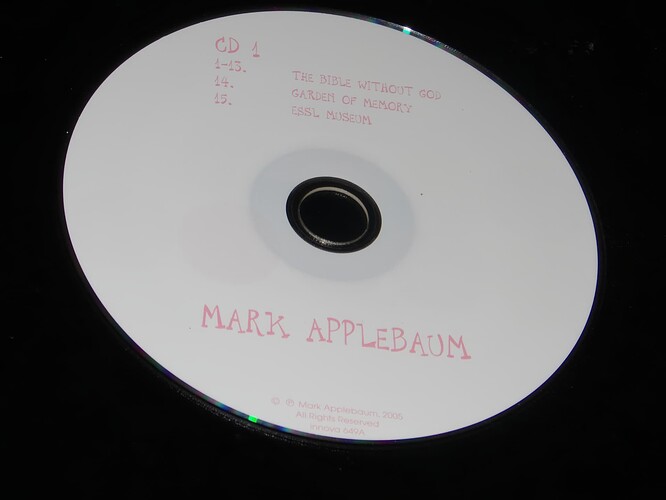 CD 1
1-13. THE BIBLE WITHOUT GOD
14. GARDEN OF MEMORY
15. ESSL MUSEUM
MARK APPLEBAUM
© ℗ Mark Applebaum, 2005
All Rights Reserved
innova 649A